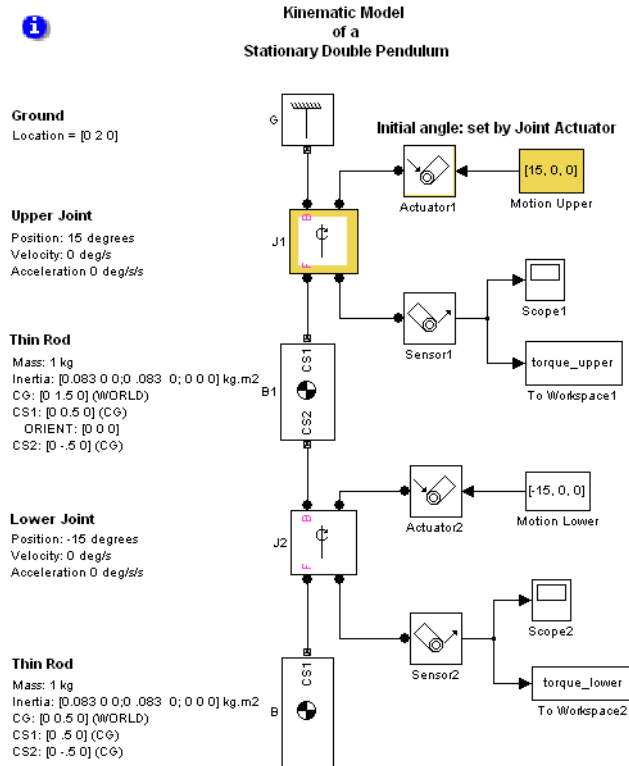 i
Kinematic Model
of a
Stationary Double Pendulum
Ground
Location = [0 2 0]
G
Initial angle: set by Joint Actuator
[15, 0, 0]
Actuator1
Motion Upper
Upper Joint
Position: 15 degrees
Velocity: 0 deg/s
Acceleration 0 deg/s/s
J1
B
F
Sensor1
Scope1
torque_upper
To Workspace1
Thin Rod
Mass: 1 kg
Inertia: [0.083 0 0;0 .083 0; 0 0 0] kg.m2
CG: [0 1.5 0] (WORLD)
CS1: [0 0.5 0] (CG)
ORIENT: [0 0 0]
CS2: [0 -.5 0] (CG)
B1
CS1
CS2
[-15, 0, 0]
Actuator2
Motion Lower
Lower Joint
Position: -15 degrees
Velocity: 0 deg/s
Acceleration 0 deg/s/s
J2
B
F
Sensor2
Scope2
torque_lower
To Workspace2
Thin Rod
Mass: 1 kg
Inertia: [0.083 0 0;0 .083 0; 0 0 0] kg.m2
CG: [0 0.5 0] (WORLD)
CS1: [0 .5 0] (CG)
CS2: [0 -.5 0] (CG)
B
CS1